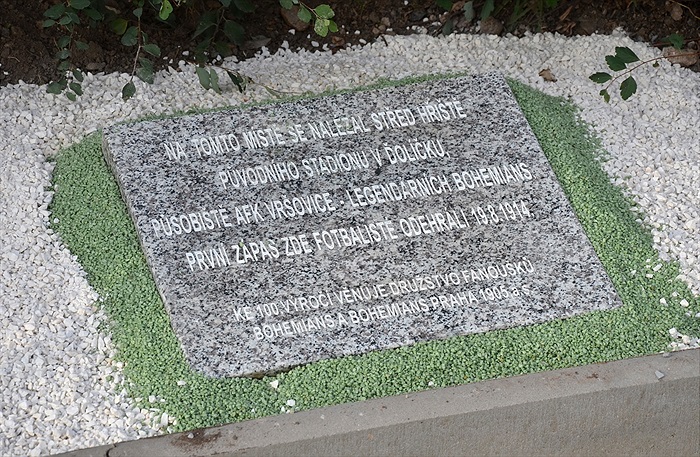 NA TOMTO MÍSTĚ SE NALÉZAL STŘED HŘIŠTĚ
PŮVODNÍHO STADIONU V ĎOLÍČKU,
PŮSOBIŠTĚ AFK VRŠOVICE - LEGENDÁRNÍCH BOHEMIANS
PRVNÍ ZÁPAS ZDE FOTBALISTÉ ODEHRÁLI 19.8.1914
KE 100.VÝROČÍ VĚNUJE DRUŽSTVO FANOUŠKŮ
BOHEMIANS A BOHEMIANS PRAHA 1905 a.s.